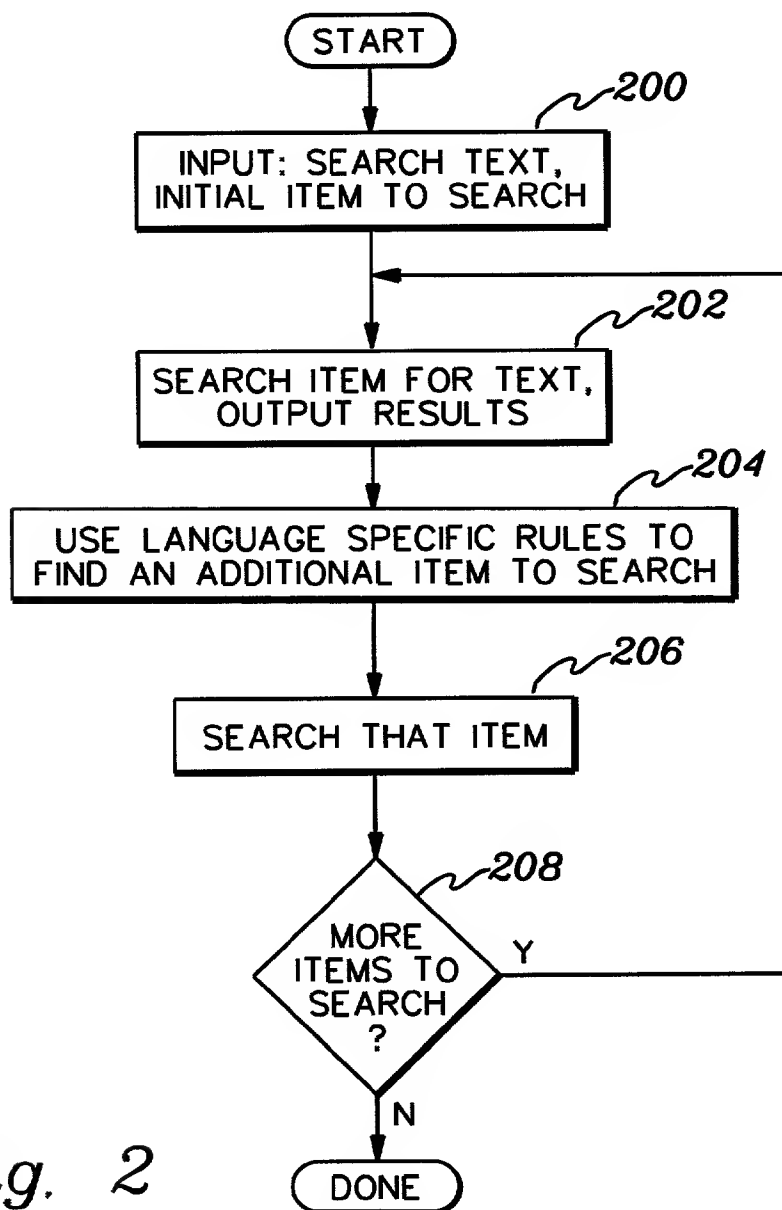 START
200
INPUT: SEARCH TEXT,
INITIAL ITEM TO SEARCH
202
SEARCH ITEM FOR TEXT,
OUTPUT RESULTS
204
USE LANGUAGE SPECIFIC RULES TO
FIND AN ADDITIONAL ITEM TO SEARCH
206
SEARCH THAT ITEM
208
MORE
ITEMS TO
SEARCH
?
Y
N
DONE
g. 2